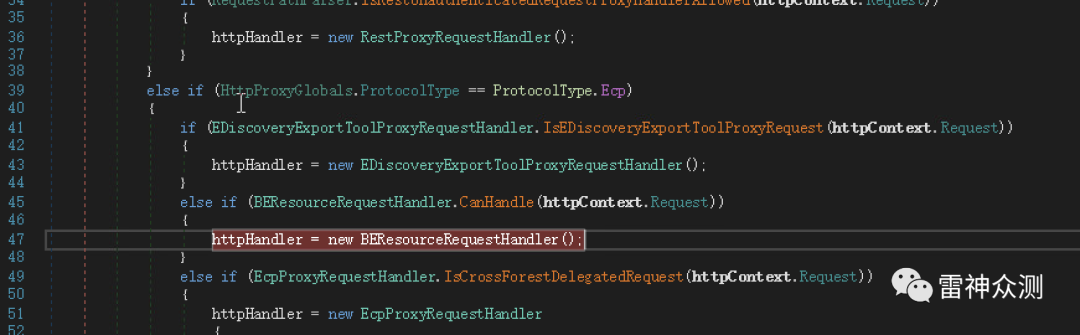 34 if (RequestPathParser.IsRestUnauthenticatedRequestProxyHandlerAllowed(httpContext.Request))
35 {
36 httpHandler = new RestProxyRequestHandler();
37 }
38 }
39 else if (HttpProxyGlobals.ProtocolType == ProtocolType.Ecp)
40 {
41 if (EDiscoveryExportToolProxyRequestHandler.IsEDiscoveryExportToolProxyRequest(httpContext.Request))
42 {
43 httpHandler = new EDiscoveryExportToolProxyRequestHandler();
44 }
45 else if (BEResourceRequestHandler.CanHandle(httpContext.Request))
46 {
47 httpHandler = new BEResourceRequestHandler();
48 }
49 else if (EcpProxyRequestHandler.IsCrossForestDelegatedRequest(httpContext.Request))
50 {
51 httpHandler = new EcpProxyRequestHandler
52 {
雷神众测